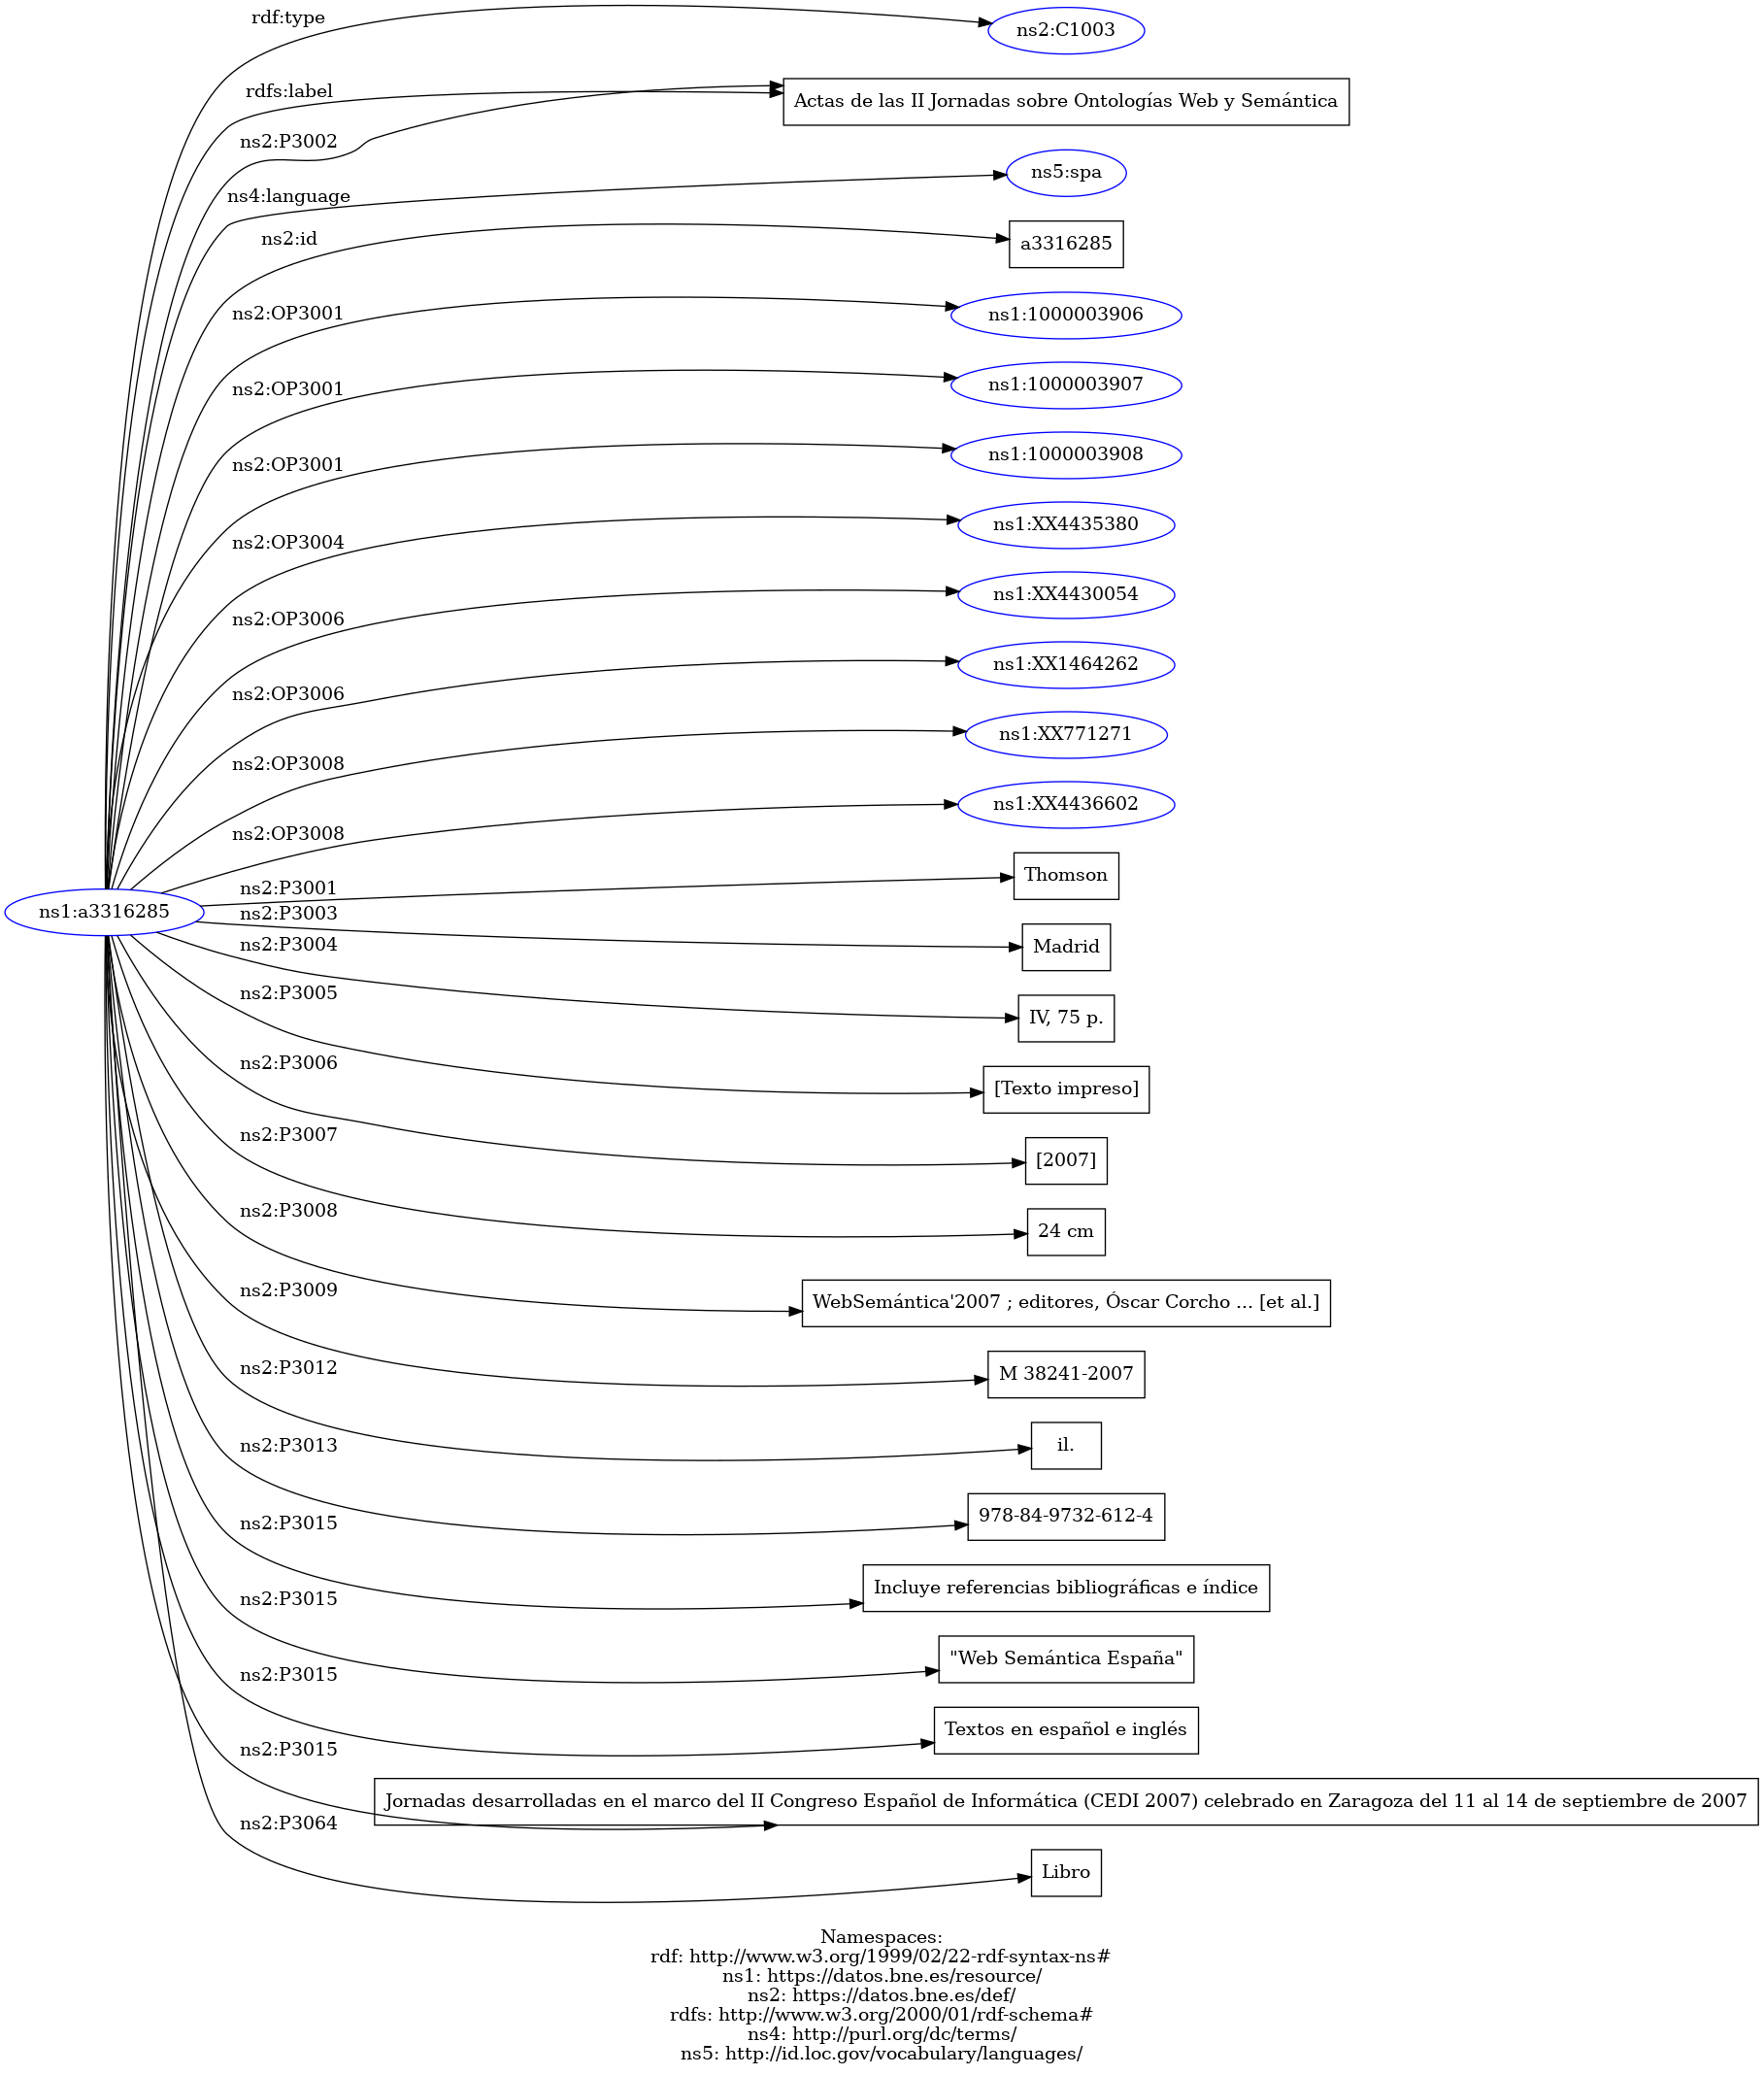 rdf:type
ns2:C1003
rdfs:label
Actas de las II Jornadas sobre Ontologías Web y Semántica
ns2:P3002
ns4:language
ns5:spa
ns2:id
a3316285
ns2:OP3001
ns1:1000003906
ns2:OP3001
ns1:1000003907
ns2:OP3001
ns1:1000003908
ns2:OP3004
ns1:XX4435380
ns2:OP3006
ns1:XX4430054
ns2:OP3006
ns1:XX1464262
ns2:OP3008
ns1:XX771271
ns2:OP3008
ns1:XX4436602
ns2:P3001
Thomson
ns1:a3316285
ns2:P3003
Madrid
ns2:P3004
IV, 75 p.
ns2:P3005
[Texto impreso]
ns2:P3006
[2007]
ns2:P3007
24 cm
ns2:P3008
WebSemántica'2007 ; editores, Óscar Corcho ... [et al.]
ns2:P3009
M 38241-2007
ns2:P3012
il.
ns2:P3013
978-84-9732-612-4
ns2:P3015
Incluye referencias bibliográficas e índice
ns2:P3015
"Web Semántica España"
ns2:P3015
Textos en español e inglés
ns2:P3015
Jornadas desarrolladas en el marco del II Congreso Español de Informática (CEDI 2007) celebrado en Zaragoza del 11 al 14 de septiembre de 2007
ns2:P3064
Libro
Namespaces:
rdf: http://www.w3.org/1999/02/22-rdf-syntax-ns#
ns1: https://datos.bne.es/resource/
ns2: https://datos.bne.es/def/
rdfs: http://www.w3.org/2000/01/rdf-schema#
ns4: http://purl.org/dc/terms/
ns5: http://id.loc.gov/vocabulary/languages/